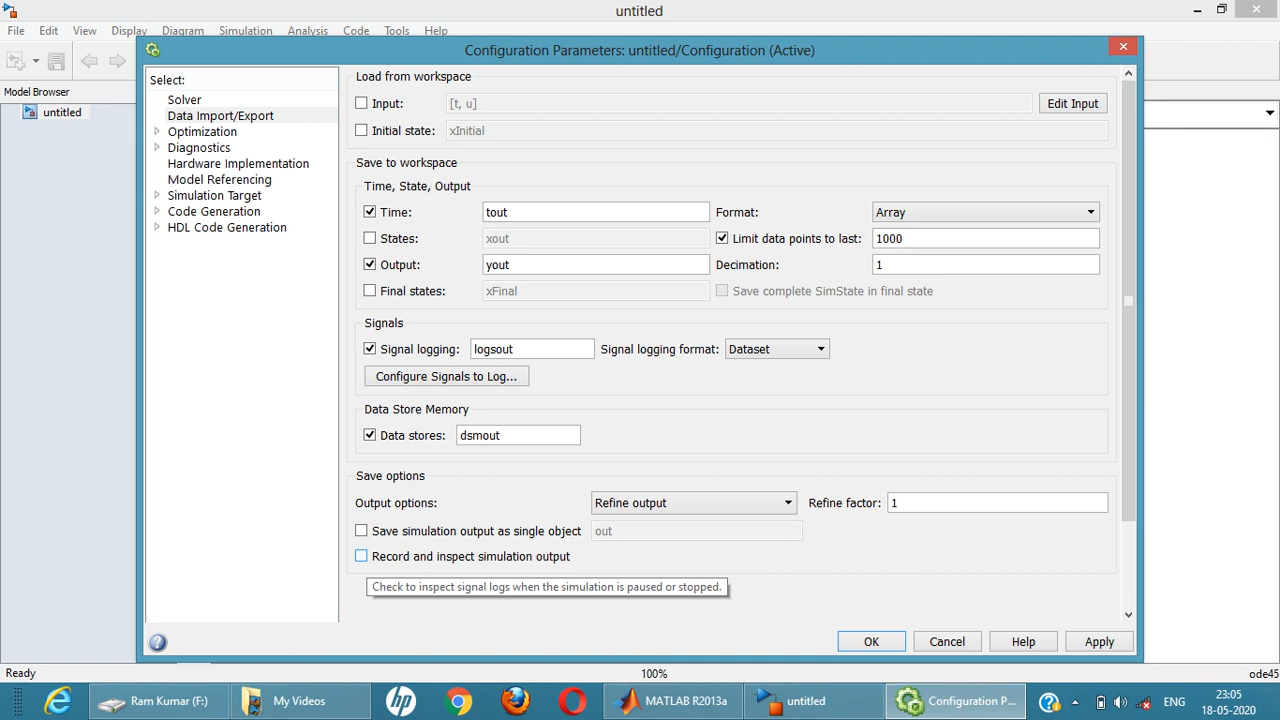 untitled
File Edit View Display Diagram Simulation Analysis Code Tools Help
Configuration Parameters: untitled/Configuration (Active)
Model Browser
untitled
Select:
Solver
Data Import/Export
Optimization
Diagnostics
Hardware Implementation
Model Referencing
Simulation Target
Code Generation
HDL Code Generation
Load from workspace
Input: [t, u] Edit Input
Initial state: xInitial
Save to workspace
Time, State, Output
Time: tout Format: Array
States: xout Limit data points to last: 1000
Output: yout Decimation: 1
Final states: xFinal Save complete SimState in final state
Signals
Signal logging: logsout Signal logging format: Dataset
Configure Signals to Log...
Data Store Memory
Data stores: dsmout
Save options
Output options: Refine output Refine factor: 1
Save simulation output as single object out
Record and inspect simulation output
Check to inspect signal logs when the simulation is paused or stopped.
OK Cancel Help Apply
Ready 100% ode45
Ram Kumar (F:) My Videos MATLAB R2013a untitled Configuration P... ENG 23:05
18-05-2020